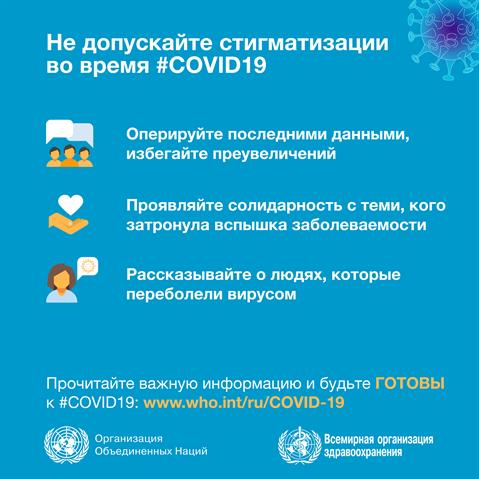 Не допускайте стигматизации
во время #COVID19
Оперируйте последними данными,
избегайте преувеличений
Проявляйте солидарность с теми, кого
затронула вспышка заболеваемости
Рассказывайте о людях, которые
переболели вирусом
Прочитайте важную информацию и будьте ГОТОВЫ
к #COVID19: www.who.int/ru/COVID-19
Организация
Объединенных Наций
Всемирная организация
здравоохранения